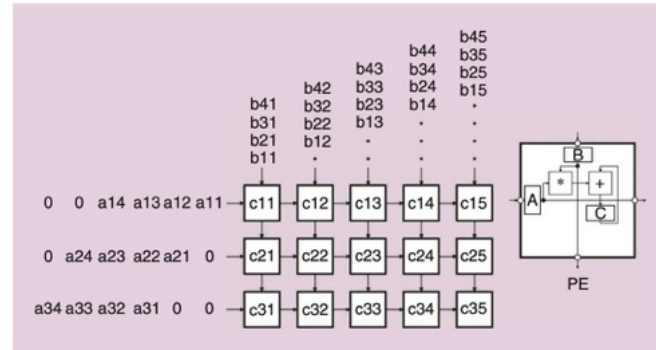 b45
b44 b35
b43 b34 b25
b42 b33 b24 b15
b41 b32 b23 b14 .
b31 b22 b13 . .
b21 b12 . . .
b11 . . . .
0 0 a14 a13 a12 a11 c11 c12 c13 c14 c15
0 a24 a23 a22 a21 0 c21 c22 c23 c24 c25
a34 a33 a32 a31 0 0 c31 c32 c33 c34 c35
B
* +
A
C
PE